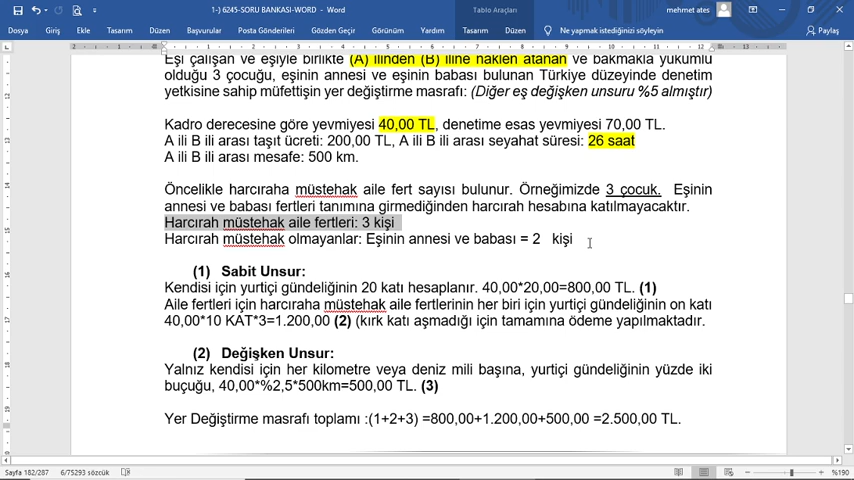 1-) 6245-SORU BANKASI-WORD - Word
Tablo Araçları
mehmet ates
Dosya Giriş Ekle Tasarım Düzen Başvurular Posta Gönderileri Gözden Geçir Görünüm Yardım Tasarım Düzen Ne yapmak istediğinizi söyleyin Paylaş
Eşi çalışan ve eşiyle birlikte (A) ilinden (B) iline naklen atanan ve bakmakla yükümlü
olduğu 3 çocuğu, eşinin annesi ve eşinin babası bulunan Türkiye düzeyinde denetim
yetkisine sahip müfettişin yer değiştirme masrafı: (Diğer eş değişken unsuru %5 almıştır)
Kadro derecesine göre yevmiyesi 40,00 TL, denetime esas yevmiyesi 70,00 TL.
A ili B ili arası taşıt ücreti: 200,00 TL, A ili B ili arası seyahat süresi: 26 saat
A ili B ili arası mesafe: 500 km.
Öncelikle harcıraha müstehak aile fert sayısı bulunur. Örneğimizde 3 çocuk. Eşinin
annesi ve babası fertleri tanımına girmediğinden harcırah hesabına katılmayacaktır.
Harcırah müstehak aile fertleri: 3 kişi
Harcırah müstehak olmayanlar: Eşinin annesi ve babası = 2 kişi
(1) Sabit Unsur:
Kendisi için yurtiçi gündeliğinin 20 katı hesaplanır. 40,00*20,00=800,00 TL. (1)
Aile fertleri için harcıraha müstehak aile fertlerinin her biri için yurtiçi gündeliğinin on katı
40,00*10 KAT*3=1.200,00 (2) (kırk katı aşmadığı için tamamına ödeme yapılmaktadır.
(2) Değişken Unsur:
Yalnız kendisi için her kilometre veya deniz mili başına, yurtiçi gündeliğinin yüzde iki
buçuğu, 40,00*%2,5*500km=500,00 TL. (3)
Yer Değiştirme masrafı toplamı :(1+2+3) =800,00+1.200,00+500,00 =2.500,00 TL.
Sayfa 182/287 6/75293 sözcük %190